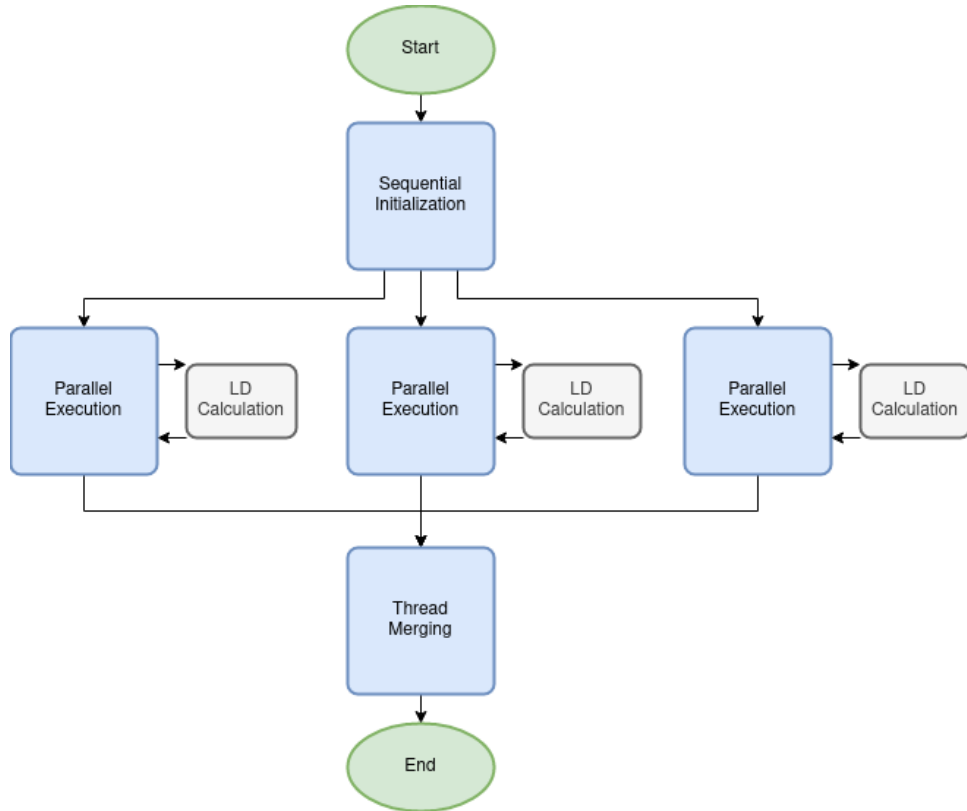 Start
Sequential
Initialization
Parallel
Execution
LD
Calculation
Parallel
Execution
LD
Calculation
Parallel
Execution
LD
Calculation
Thread
Merging
End